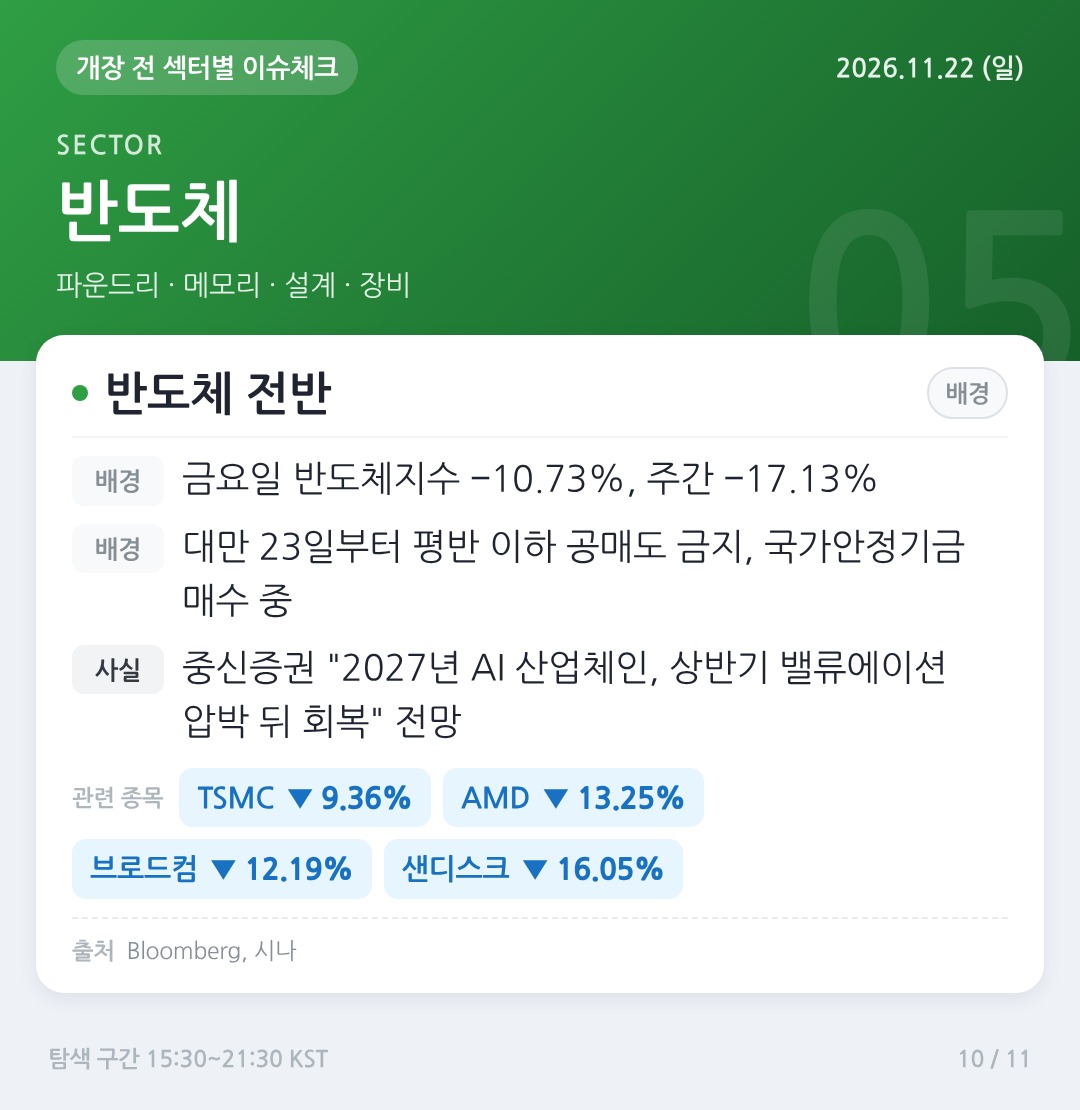 개장 전 섹터별 이슈체크
2026.11.22 (일)
SECTOR
반도체
파운드리 · 메모리 · 설계 · 장비
05
반도체 전반
배경
배경 금요일 반도체지수 −10.73%, 주간 −17.13%
배경 대만 23일부터 평반 이하 공매도 금지, 국가안정기금
매수 중
사실 중신증권 "2027년 AI 산업체인, 상반기 밸류에이션
압박 뒤 회복" 전망
관련 종목 TSMC ▼ 9.36% AMD ▼ 13.25%
브로드컴 ▼ 12.19% 샌디스크 ▼ 16.05%
출처 Bloomberg, 시나
탐색 구간 15:30~21:30 KST
10 / 11